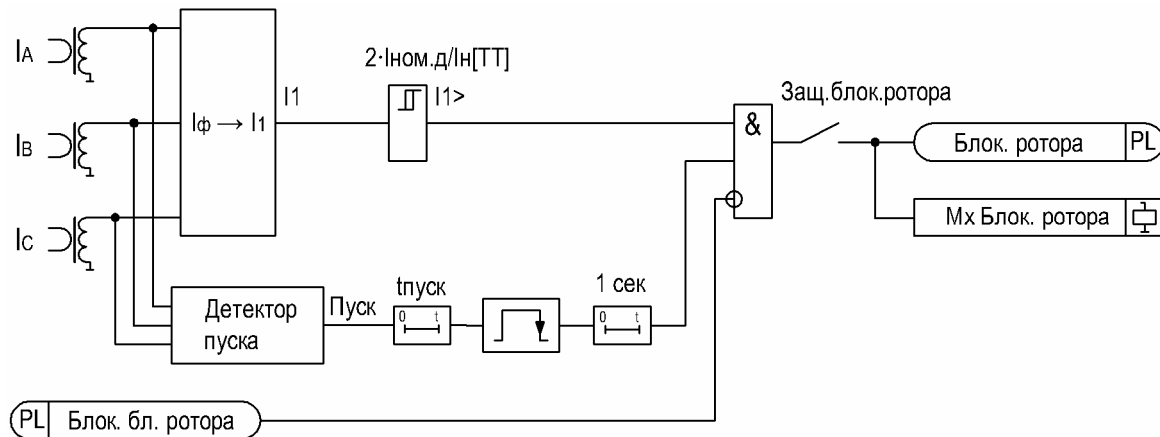 IA
IB
IC
Iф → I1
I1
2·Iном.д/Iн[ТТ]
I1>
&
Защ.блок.ротора
Блок. ротора PL
Мх Блок. ротора
Детектор
пуска
Пуск
tпуск
0 t
1 сек
0 t
PL Блок. бл. ротора